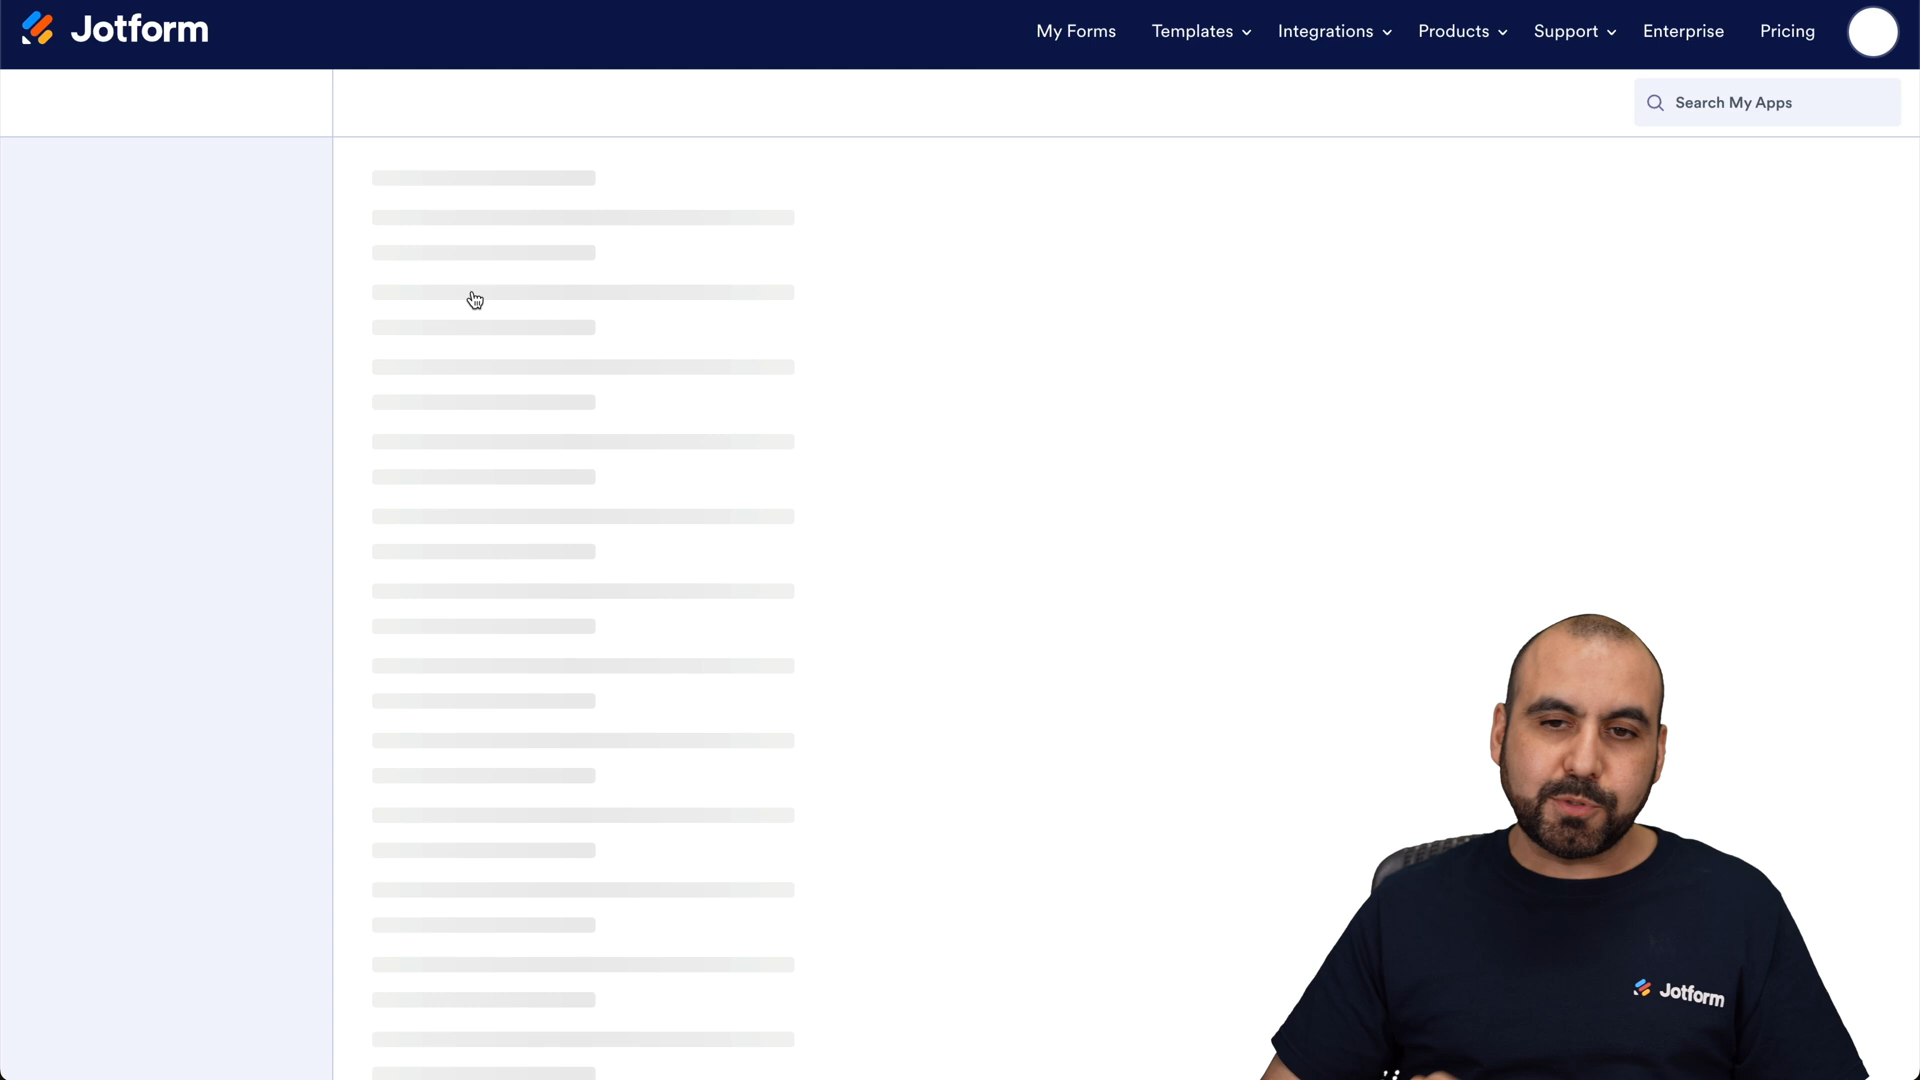 Jotform
My Forms Templates Integrations Products Support Enterprise Pricing
Search My Apps
Jotform